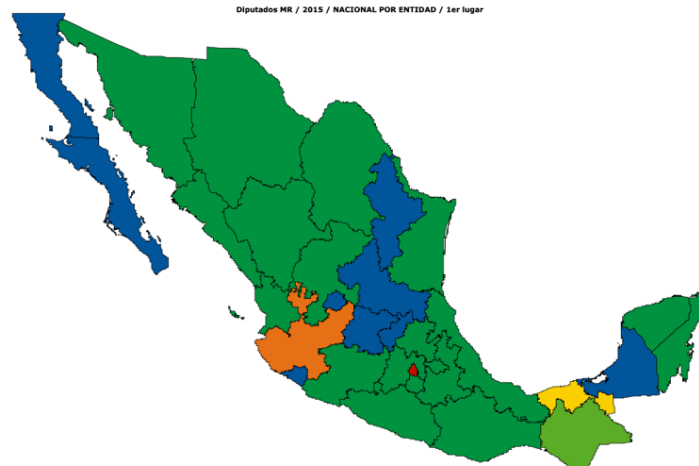 Diputados MR / 2015 / NACIONAL POR ENTIDAD / 1er lugar